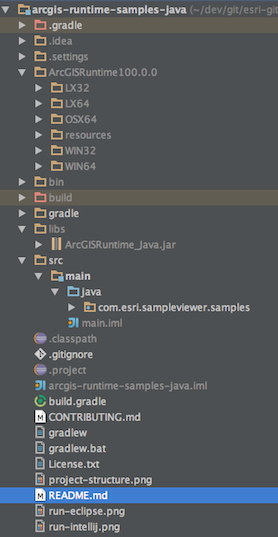 arcgis-runtime-samples-java (~/dev/git/esri-git
.gradle
.idea
.settings
ArcGISRuntime100.0.0
LX32
LX64
OSX64
resources
WIN32
WIN64
bin
build
gradle
libs
ArcGISRuntime_Java.jar
src
main
java
com.esri.sampleviewer.samples
main.iml
.classpath
.gitignore
.project
arcgis-runtime-samples-java.iml
build.gradle
CONTRIBUTING.md
gradlew
gradlew.bat
License.txt
project-structure.png
README.md
run-eclipse.png
run-intellij.png